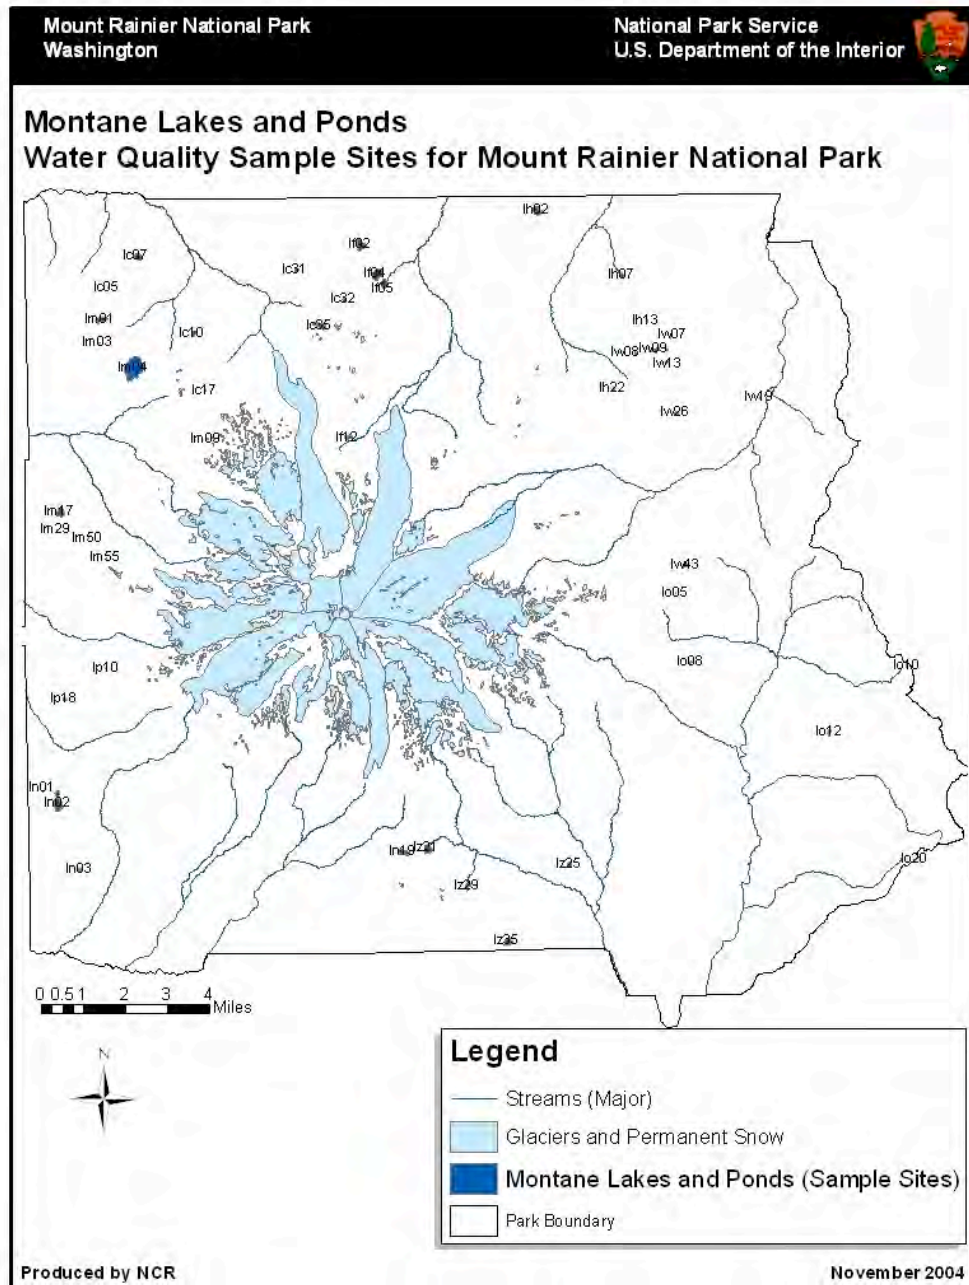 Mount Rainier National Park
Washington
National Park Service
U.S. Department of the Interior
Montane Lakes and Ponds
Water Quality Sample Sites for Mount Rainier National Park
lh02
lf02
lc07
lc31
lf04
lh07
lc05
lf05
lc32
lm01
lh13
lc35
lc10
lw07
lm03
lw08
lw09
lw13
lm04
lh22
lc17
lw19
lw26
lm09
lf12
lm17
lm29
lm50
lm55
lw43
lo05
lo08
lo10
lp10
lp18
lo12
ln01
ln02
ln19
lz21
lo20
lz25
ln03
lz29
lz35
0 0.5 1 2 3 4
Miles
N
Legend
Streams (Major)
Glaciers and Permanent Snow
Montane Lakes and Ponds (Sample Sites)
Park Boundary
Produced by NCR
November 2004